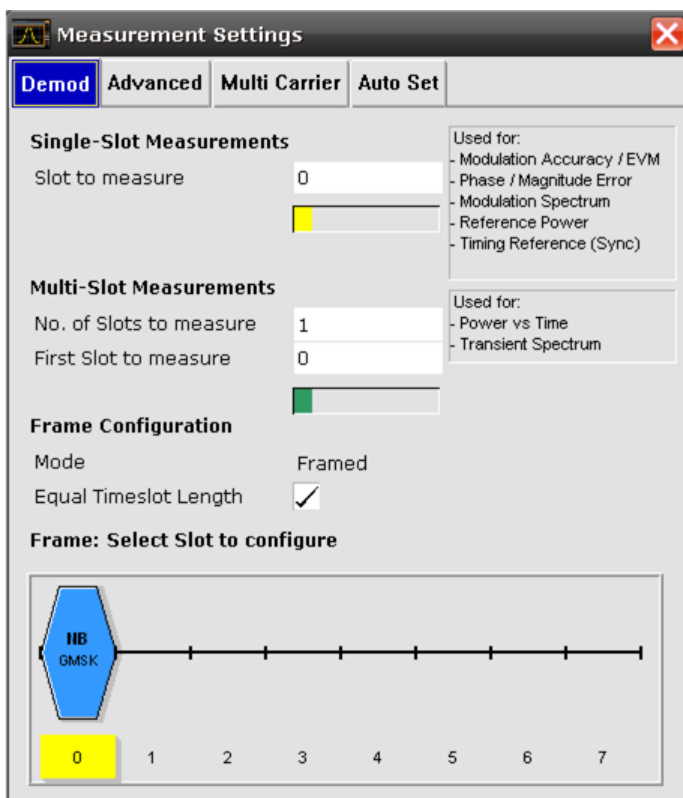 Measurement Settings
Demod Advanced Multi Carrier Auto Set
Single-Slot Measurements
Slot to measure 0
Used for:
- Modulation Accuracy / EVM
- Phase / Magnitude Error
- Modulation Spectrum
- Reference Power
- Timing Reference (Sync)
Multi-Slot Measurements
No. of Slots to measure 1
First Slot to measure 0
Used for:
- Power vs Time
- Transient Spectrum
Frame Configuration
Mode Framed
Equal Timeslot Length
Frame: Select Slot to configure
NB
GMSK
0 1 2 3 4 5 6 7